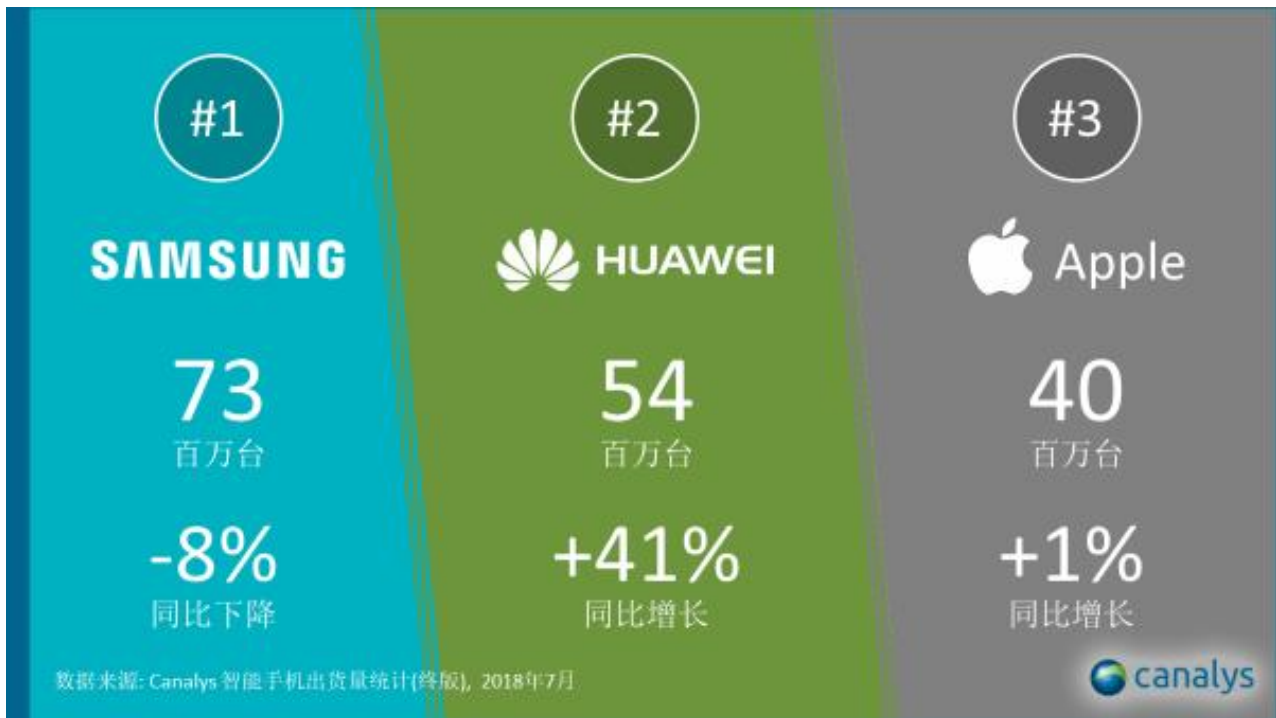 #1
SAMSUNG
73
百万台
-8%
同比下降
#2
HUAWEI
54
百万台
+41%
同比增长
#3
Apple
40
百万台
+1%
同比增长
数据来源: Canalys 智能手机出货量统计(终版), 2018年7月
canalys